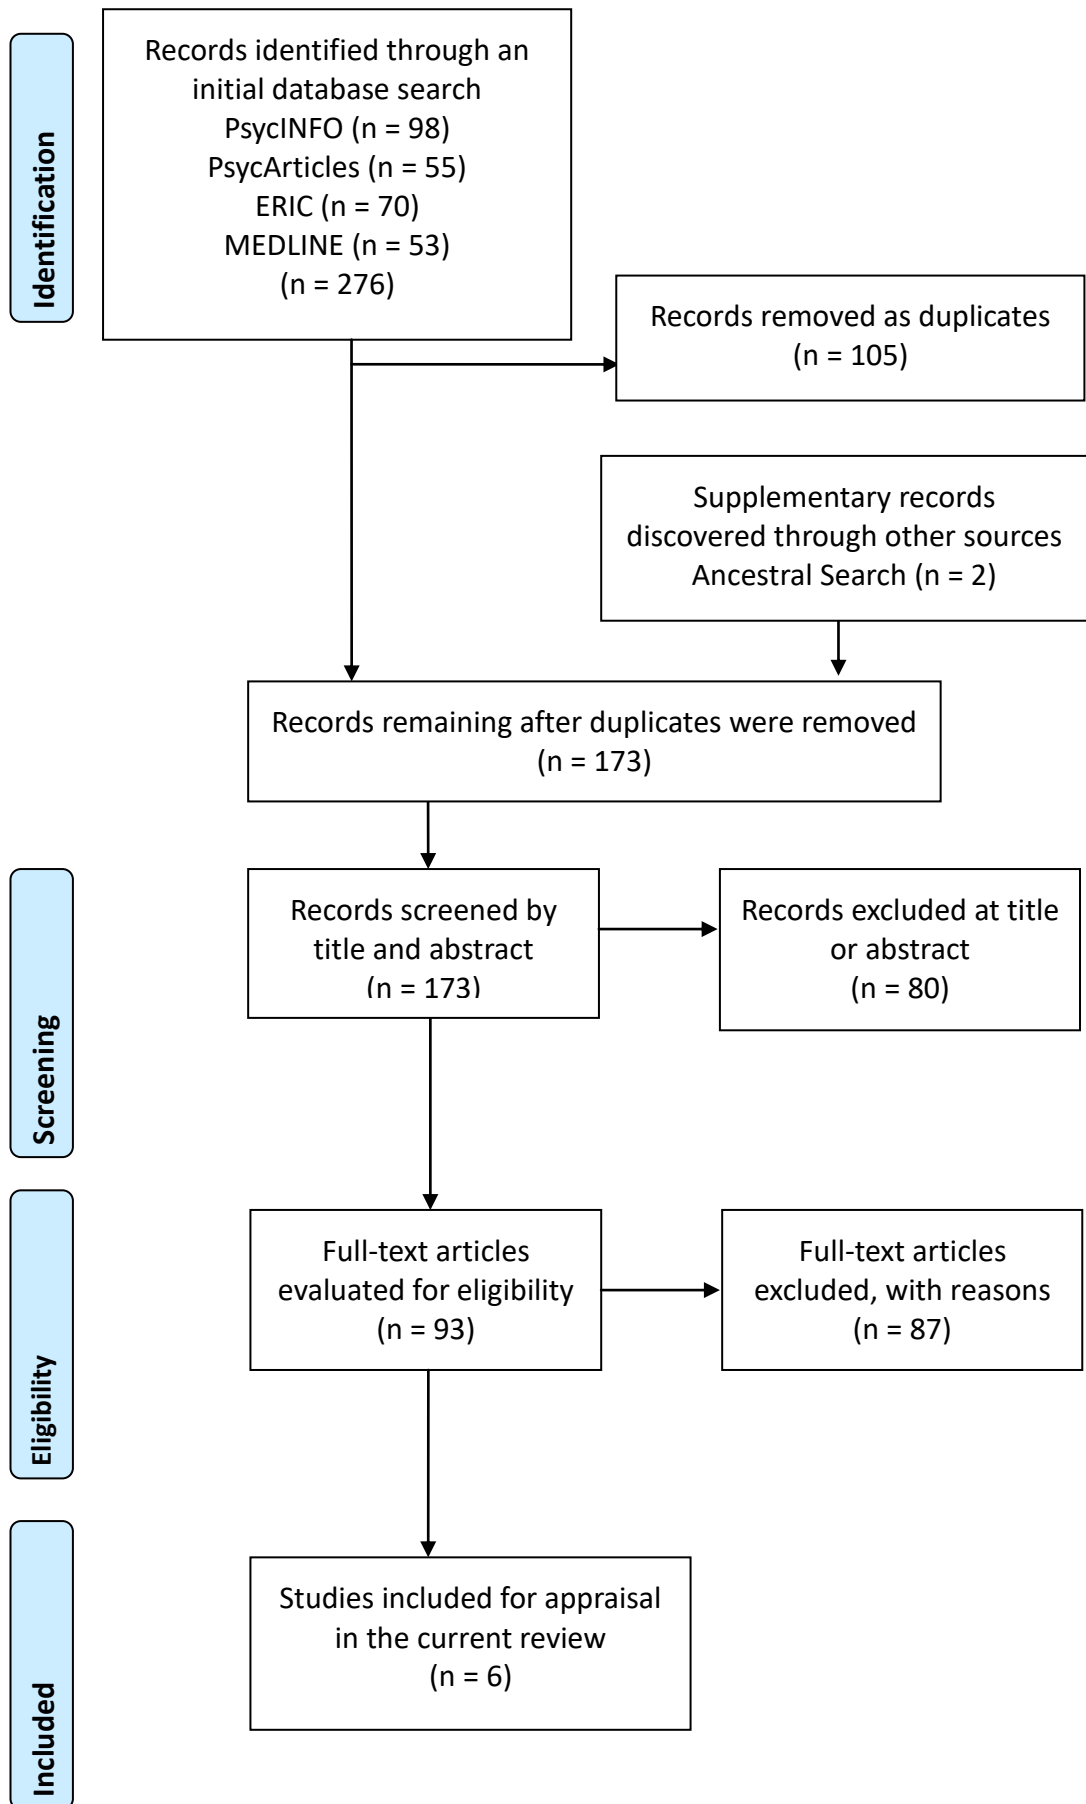 Identification
Records identified through an
initial database search
PsycINFO (n = 98)
PsycArticles (n = 55)
ERIC (n = 70)
MEDLINE (n = 53)
(n = 276)
Records removed as duplicates
(n = 105)
Supplementary records
discovered through other sources
Ancestral Search (n = 2)
Records remaining after duplicates were removed
(n = 173)
Screening
Records screened by
title and abstract
(n = 173)
Records excluded at title
or abstract
(n = 80)
Eligibility
Full-text articles
evaluated for eligibility
(n = 93)
Full-text articles
excluded, with reasons
(n = 87)
Included
Studies included for appraisal
in the current review
(n = 6)